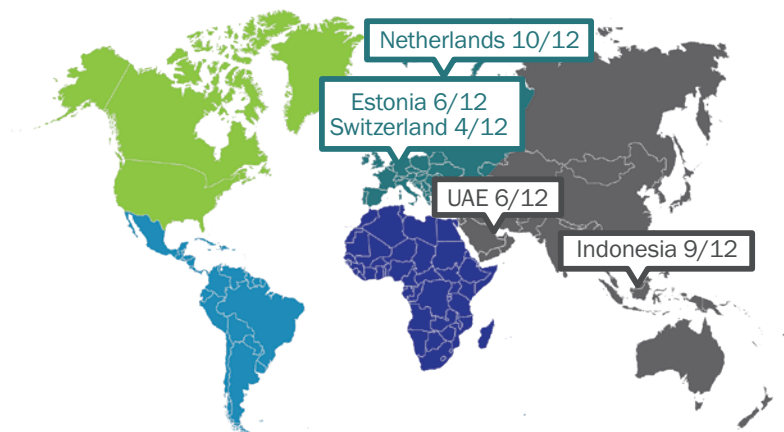 Netherlands 10/12
Estonia 6/12
Switzerland 4/12
UAE 6/12
Indonesia 9/12